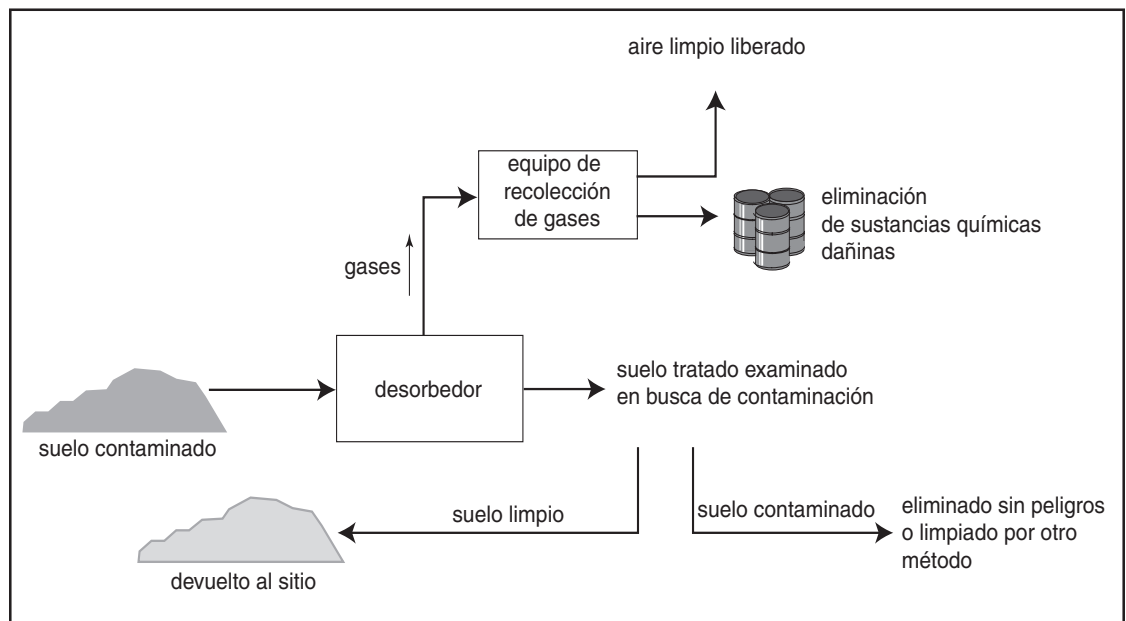 aire limpio liberado
equipo de
recolección
de gases
eliminación
de sustancias químicas
dañinas
gases
desorbedor
suelo tratado examinado
en busca de contaminación
suelo contaminado
suelo limpio
suelo contaminado
eliminado sin peligros
o limpiado por otro
método
devuelto al sitio